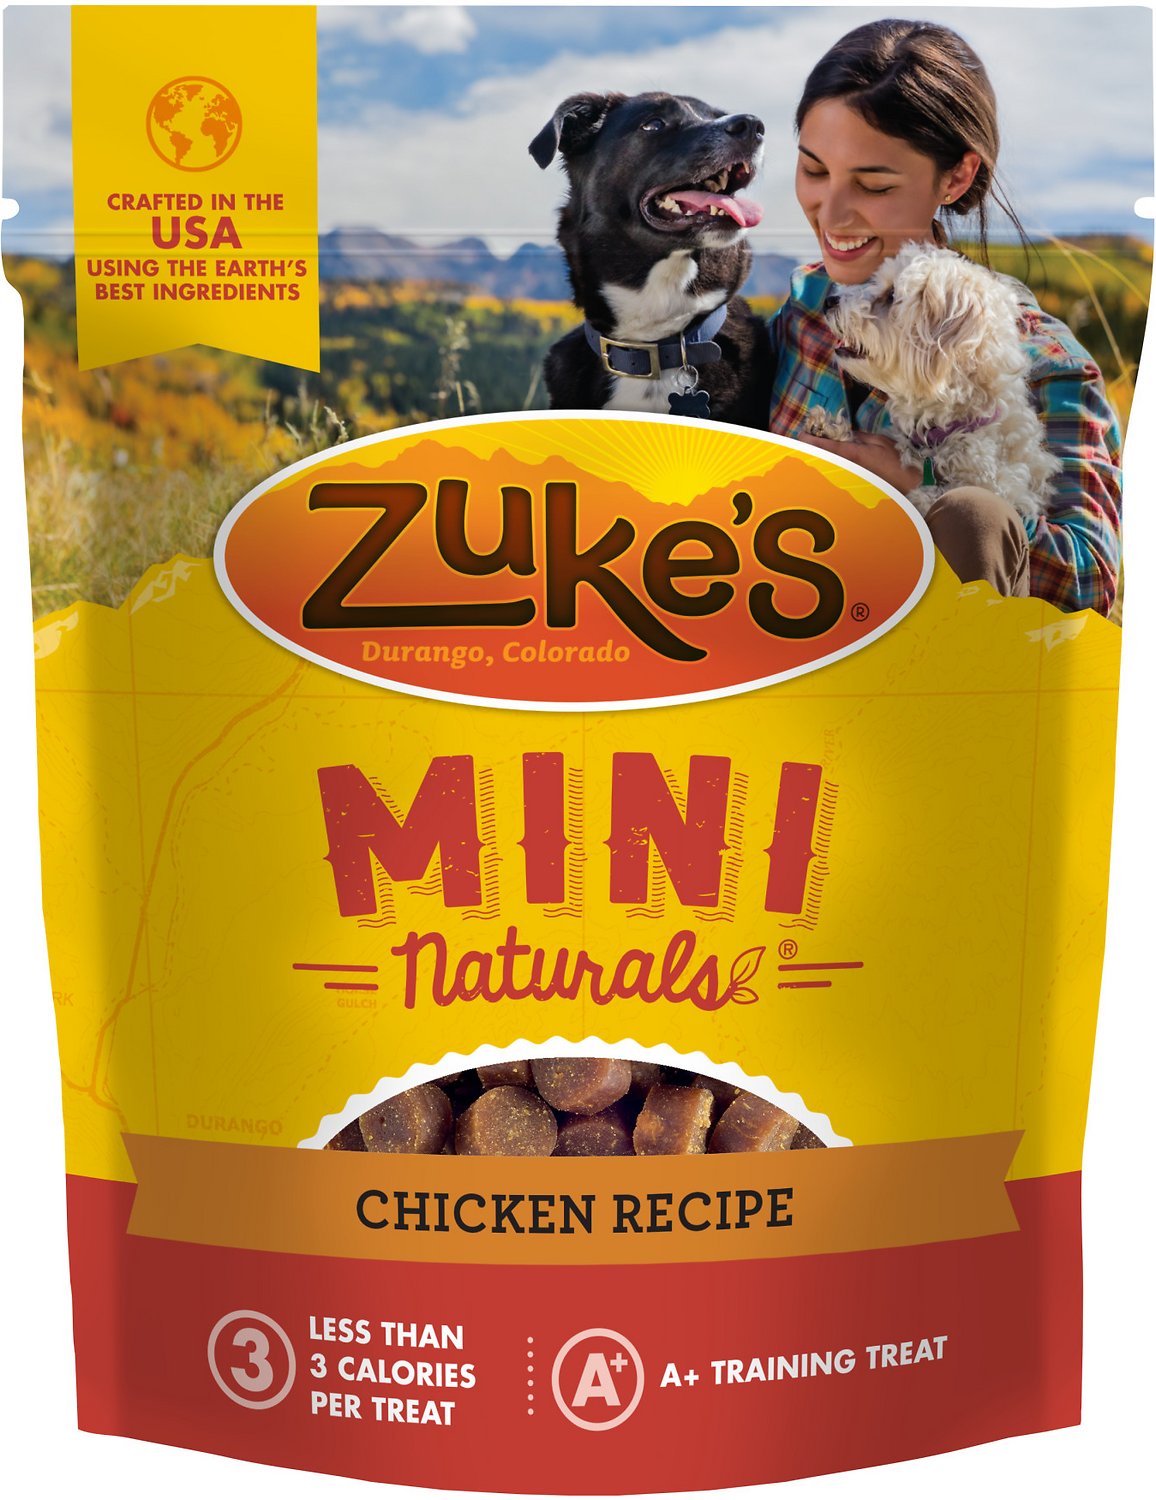 CRAFTED IN THE
USA
USING THE EARTH'S
BEST INGREDIENTS
Zuke's®
Durango, Colorado
MINI
Naturals®
GULCH
DURANGO
CHICKEN RECIPE
3
LESS THAN
3 CALORIES
PER TREAT
A+
A+ TRAINING TREAT